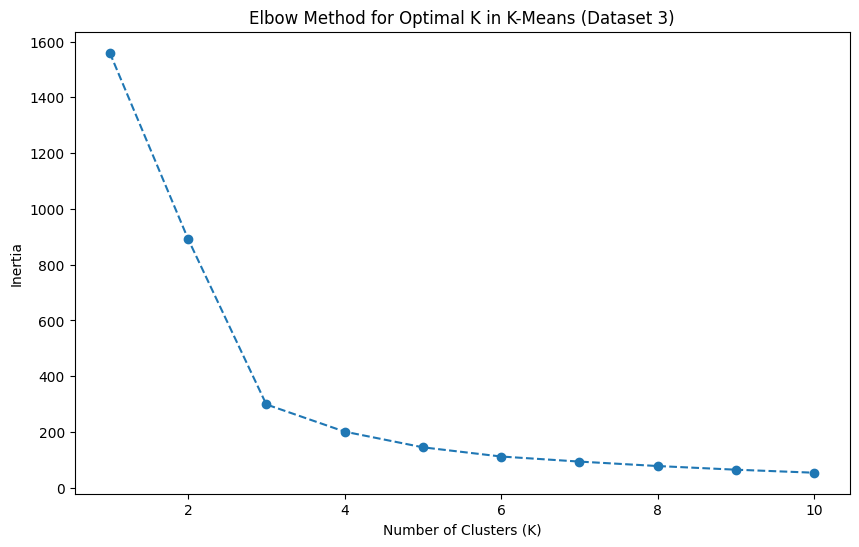 Elbow Method for Optimal K in K-Means (Dataset 3)
1600
1400
1200
1000
800
600
400
200
0
Inertia
2 4 6 8 10
Number of Clusters (K)